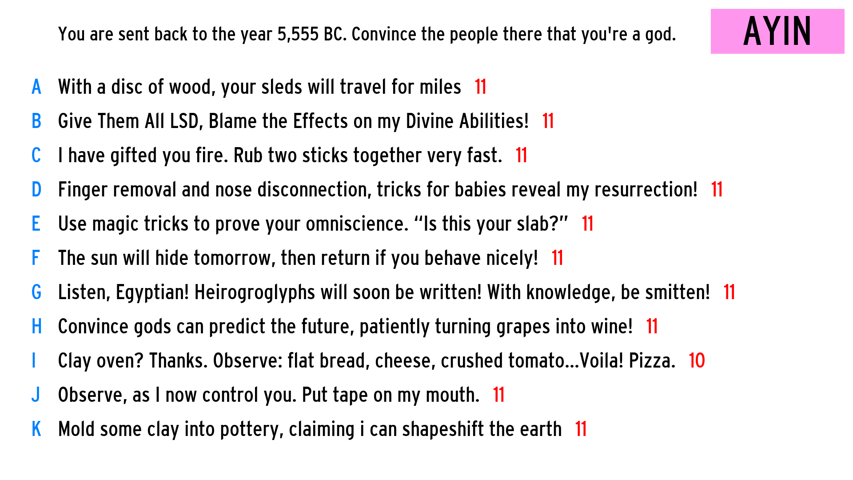 You are sent back to the year 5,555 BC. Convince the people there that you're a god.
AYIN
A With a disc of wood, your sleds will travel for miles 11
B Give Them All LSD, Blame the Effects on my Divine Abilities! 11
C I have gifted you fire. Rub two sticks together very fast. 11
D Finger removal and nose disconnection, tricks for babies reveal my resurrection! 11
E Use magic tricks to prove your omniscience. “Is this your slab?” 11
F The sun will hide tomorrow, then return if you behave nicely! 11
G Listen, Egyptian! Heirogroglyphs will soon be written! With knowledge, be smitten! 11
H Convince gods can predict the future, patiently turning grapes into wine! 11
I Clay oven? Thanks. Observe: flat bread, cheese, crushed tomato...Voila! Pizza. 10
J Observe, as I now control you. Put tape on my mouth. 11
K Mold some clay into pottery, claiming i can shapeshift the earth 11